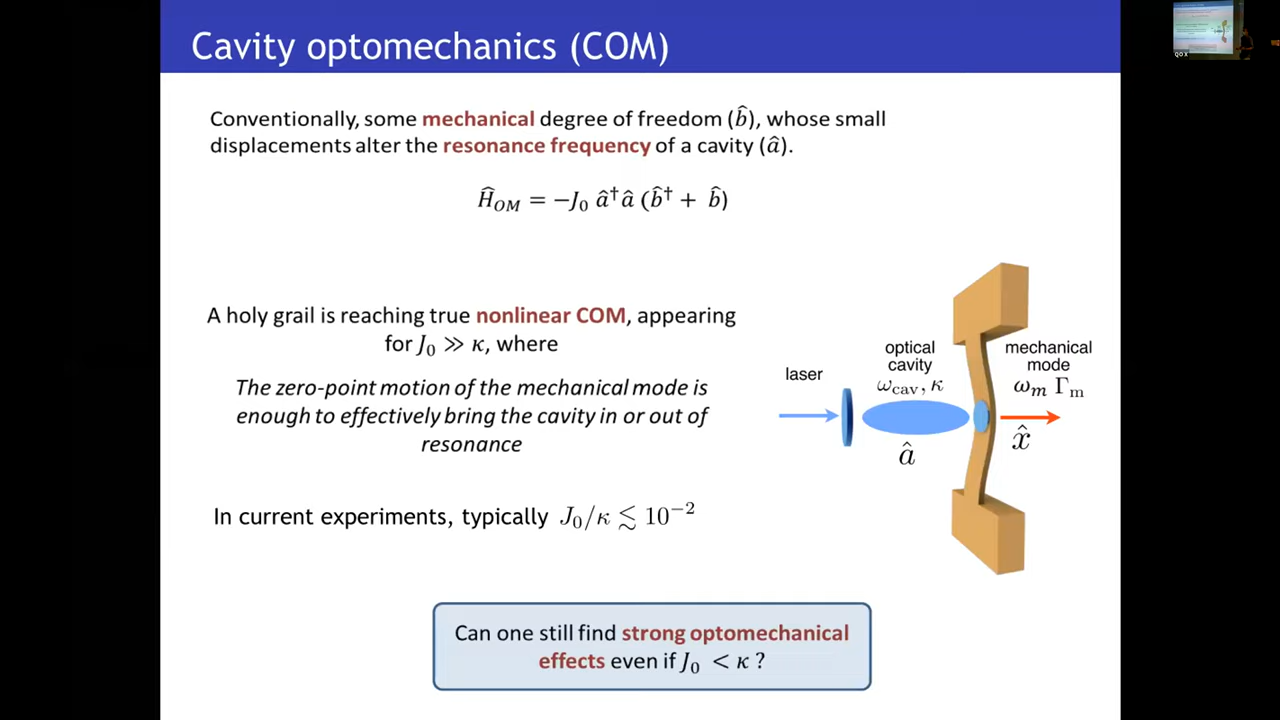 Cavity optomechanics (COM)
Conventionally, some mechanical degree of freedom (b̂), whose small
displacements alter the resonance frequency of a cavity (â).
Ĥ_OM = −J₀ â†â (b̂† + b̂)
A holy grail is reaching true nonlinear COM, appearing
for J₀ ≫ κ, where
The zero-point motion of the mechanical mode is
enough to effectively bring the cavity in or out of
resonance
In current experiments, typically J₀/κ ≲ 10⁻²
laser
optical
cavity
ω_cav, κ
â
mechanical
mode
ω_m Γ_m
x̂
Can one still find strong optomechanical
effects even if J₀ < κ ?